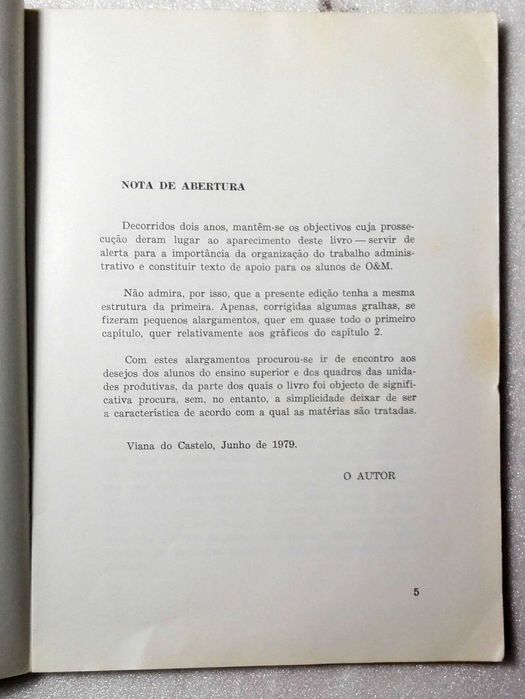 NOTA DE ABERTURA
Decorridos dois anos, mantêm-se os objectivos cuja prosse-
cução deram lugar ao aparecimento deste livro — servir de
alerta para a importância da organização do trabalho adminis-
trativo e constituir texto de apoio para os alunos de O&M.
Não admira, por isso, que a presente edição tenha a mesma
estrutura da primeira. Apenas, corrigidas algumas gralhas, se
fizeram pequenos alargamentos, quer em quase todo o primeiro
capítulo, quer relativamente aos gráficos do capítulo 2.
Com estes alargamentos procurou-se ir de encontro aos
desejos dos alunos do ensino superior e dos quadros das unida-
des produtivas, da parte dos quais o livro foi objecto de signifi-
cativa procura, sem, no entanto, a simplicidade deixar de ser
a característica de acordo com a qual as matérias são tratadas.
Viana do Castelo, Junho de 1979.
O AUTOR
5